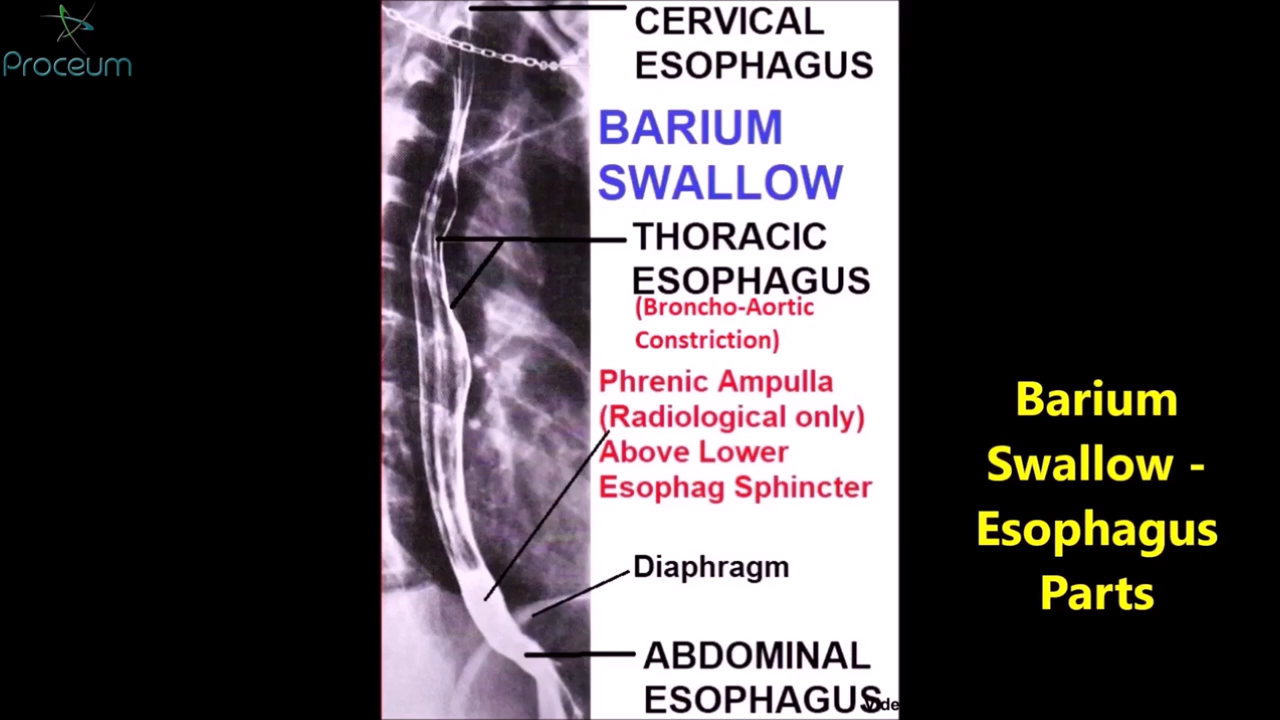 Proceum
CERVICAL
ESOPHAGUS
BARIUM
SWALLOW
THORACIC
ESOPHAGUS
(Broncho-Aortic
Constriction)
Phrenic Ampulla
(Radiological only)
Above Lower
Esophag Sphincter
Diaphragm
ABDOMINAL
ESOPHAGUS
Barium
Swallow -
Esophagus
Parts